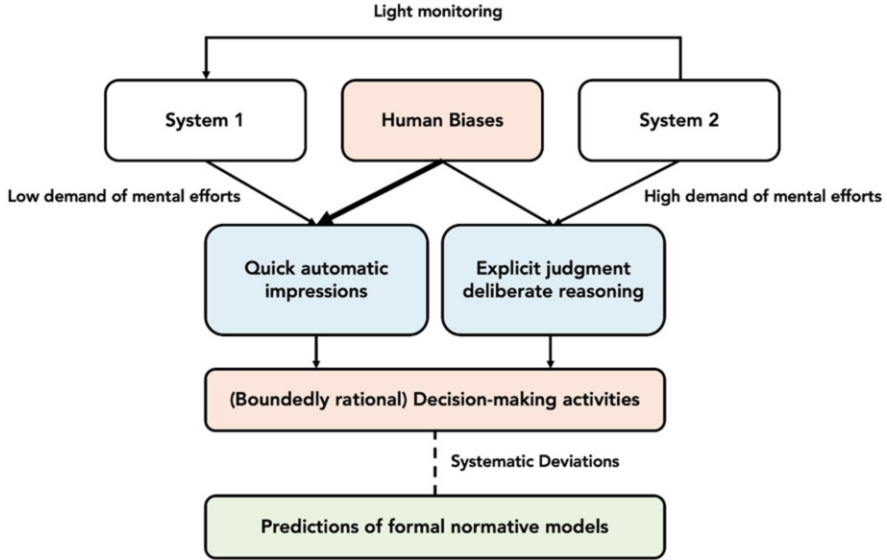 Light monitoring
System 1
Human Biases
System 2
Low demand of mental efforts
High demand of mental efforts
Quick automatic
impressions
Explicit judgment
deliberate reasoning
(Boundedly rational) Decision-making activities
Systematic Deviations
Predictions of formal normative models